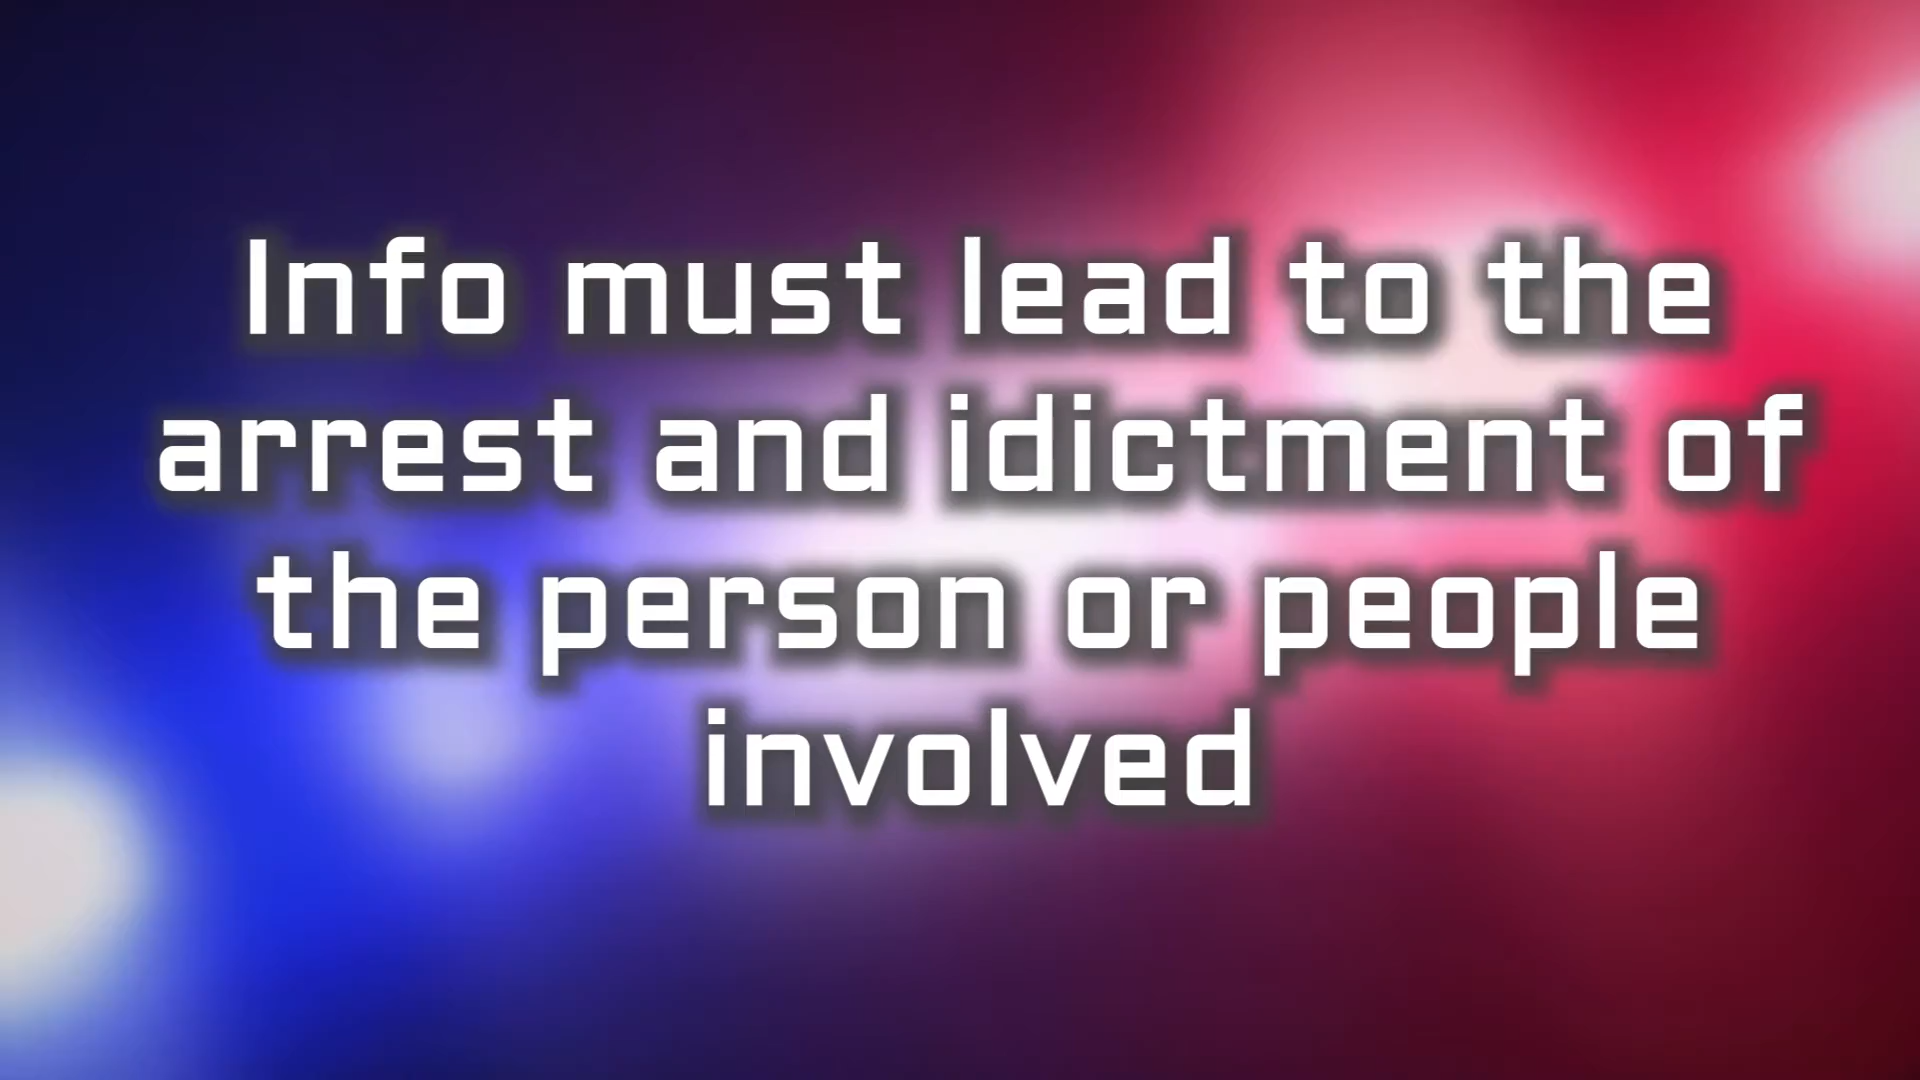 Info must lead to the
arrest and idictment of
the person or people
involved